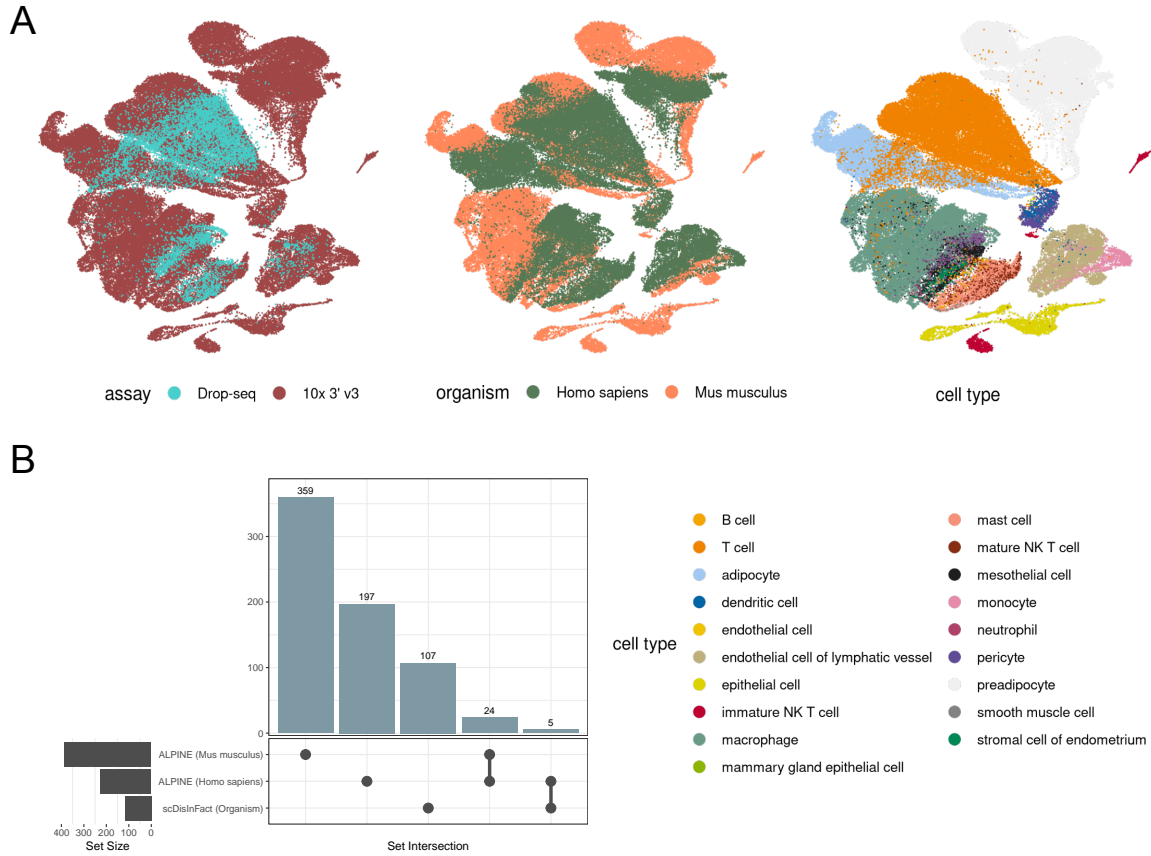 A
assay Drop-seq 10x 3' v3
organism Homo sapiens Mus musculus
cell type
B
359
197
107
24
5
300
200
100
0
ALPINE (Mus musculus)
ALPINE (Homo sapiens)
scDisInFact (Organism)
400 300 200 100 0
Set Size
Set Intersection
cell type
B cell
T cell
adipocyte
dendritic cell
endothelial cell
endothelial cell of lymphatic vessel
epithelial cell
immature NK T cell
macrophage
mammary gland epithelial cell
mast cell
mature NK T cell
mesothelial cell
monocyte
neutrophil
pericyte
preadipocyte
smooth muscle cell
stromal cell of endometrium